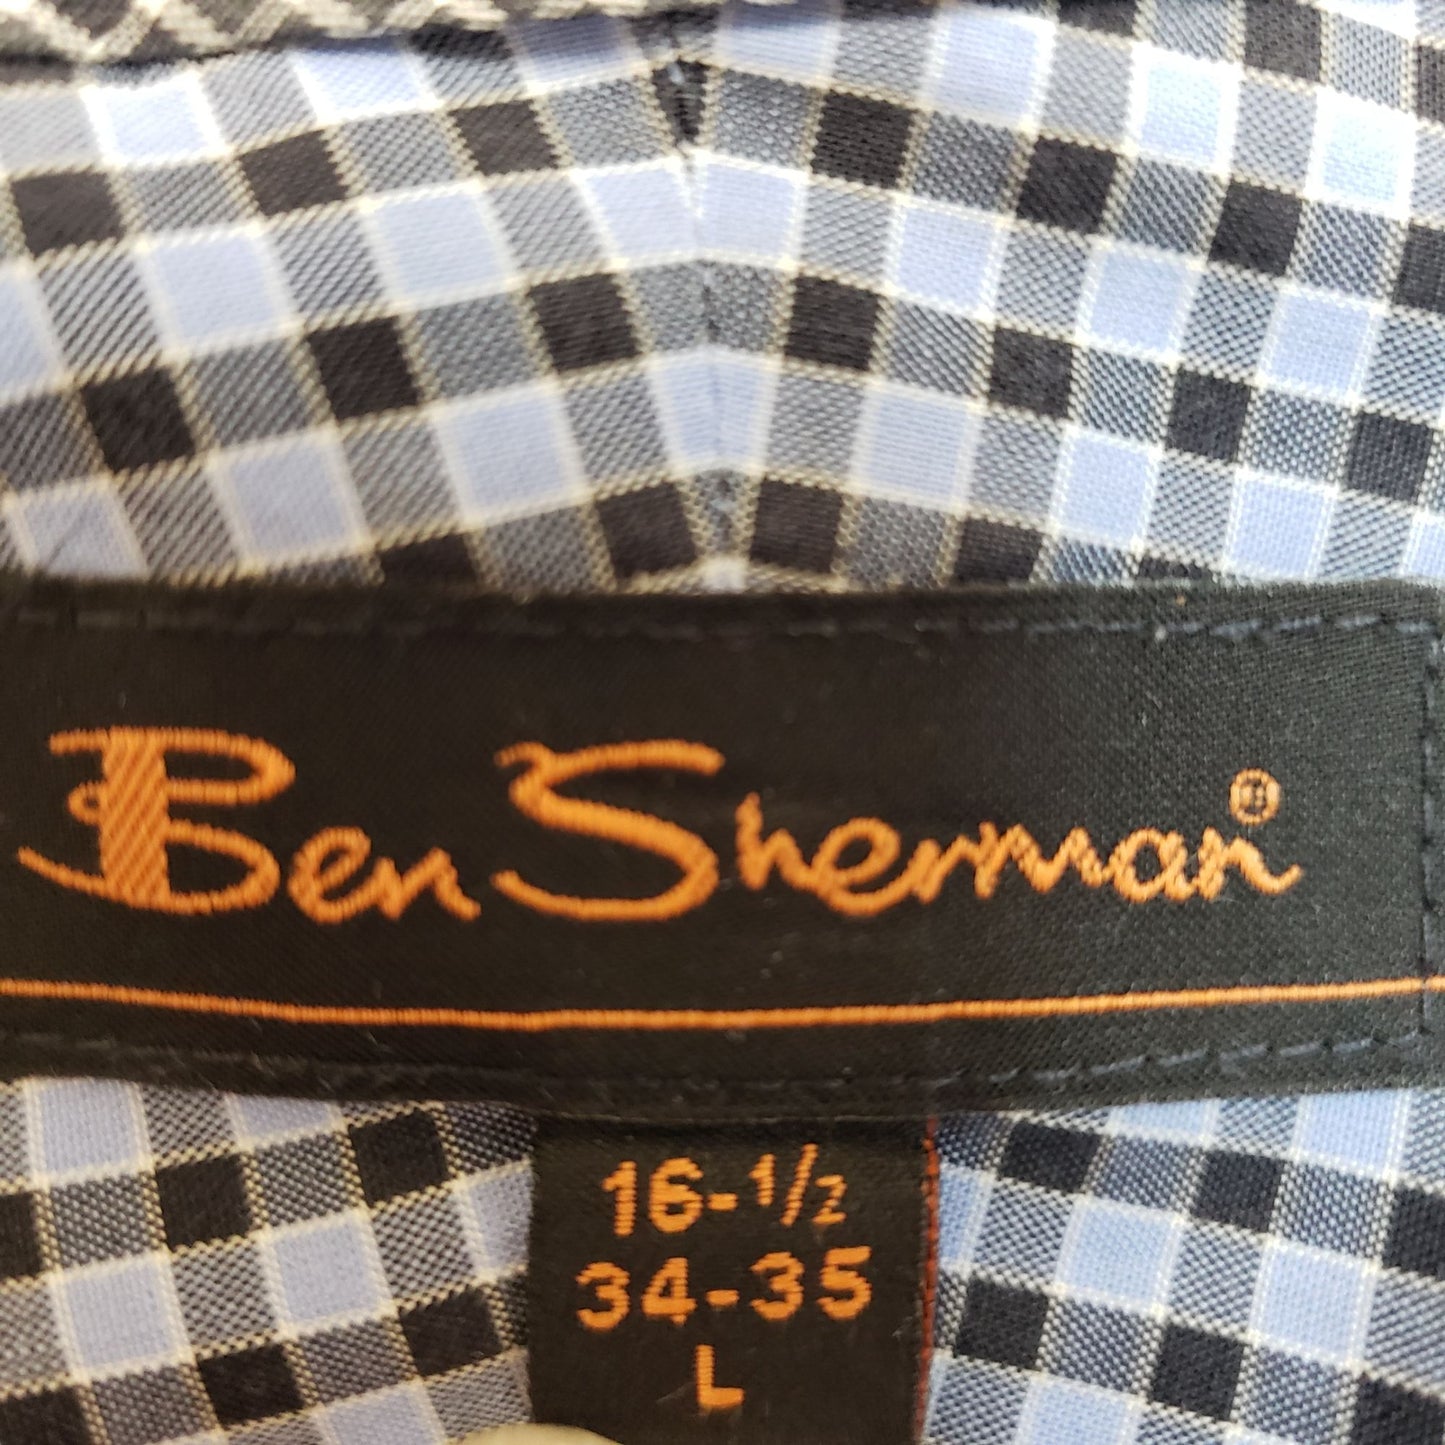 Ben Sherman®
16-1/2
34-35
L